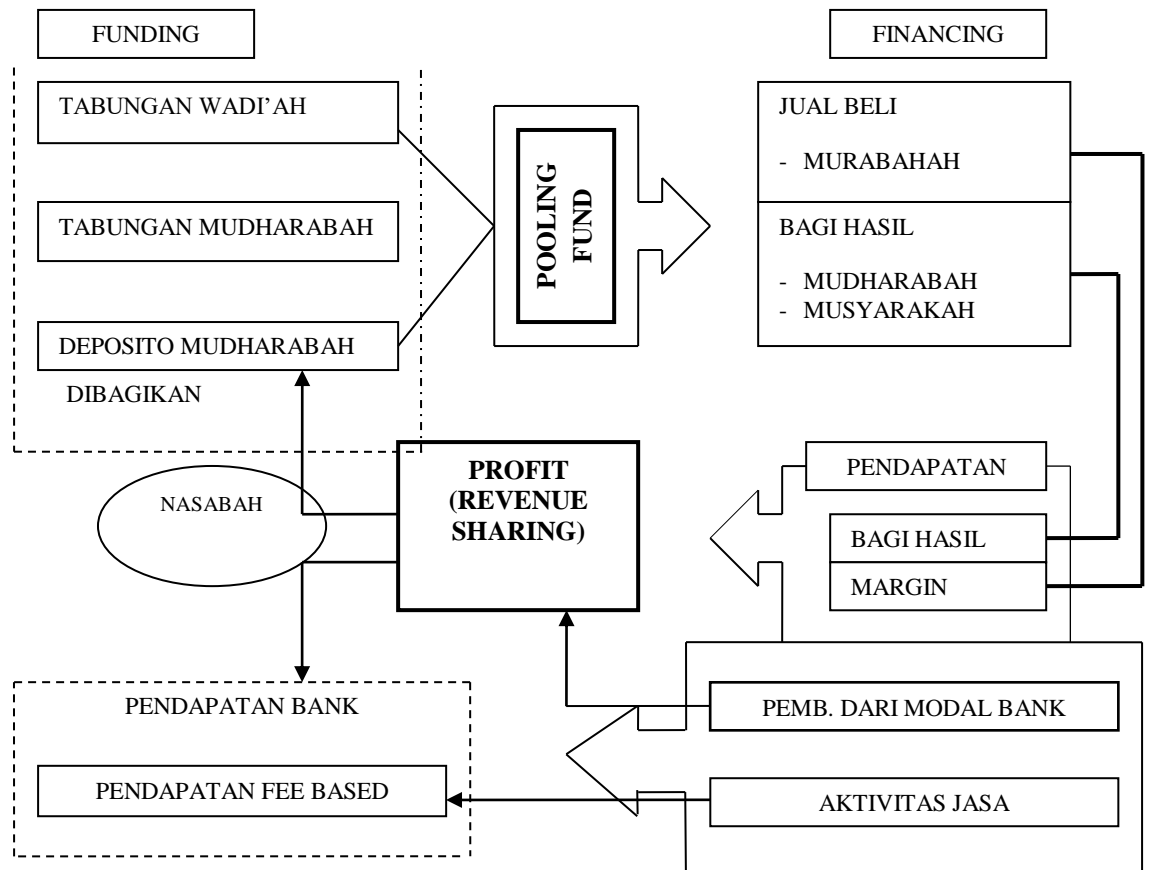 FUNDING
FINANCING
TABUNGAN WADI’AH
TABUNGAN MUDHARABAH
DEPOSITO MUDHARABAH
DIBAGIKAN
POOLING
FUND
JUAL BELI
- MURABAHAH
BAGI HASIL
- MUDHARABAH
- MUSYARAKAH
NASABAH
PROFIT
(REVENUE
SHARING)
PENDAPATAN
BAGI HASIL
MARGIN
PENDAPATAN BANK
PENDAPATAN FEE BASED
PEMB. DARI MODAL BANK
AKTIVITAS JASA